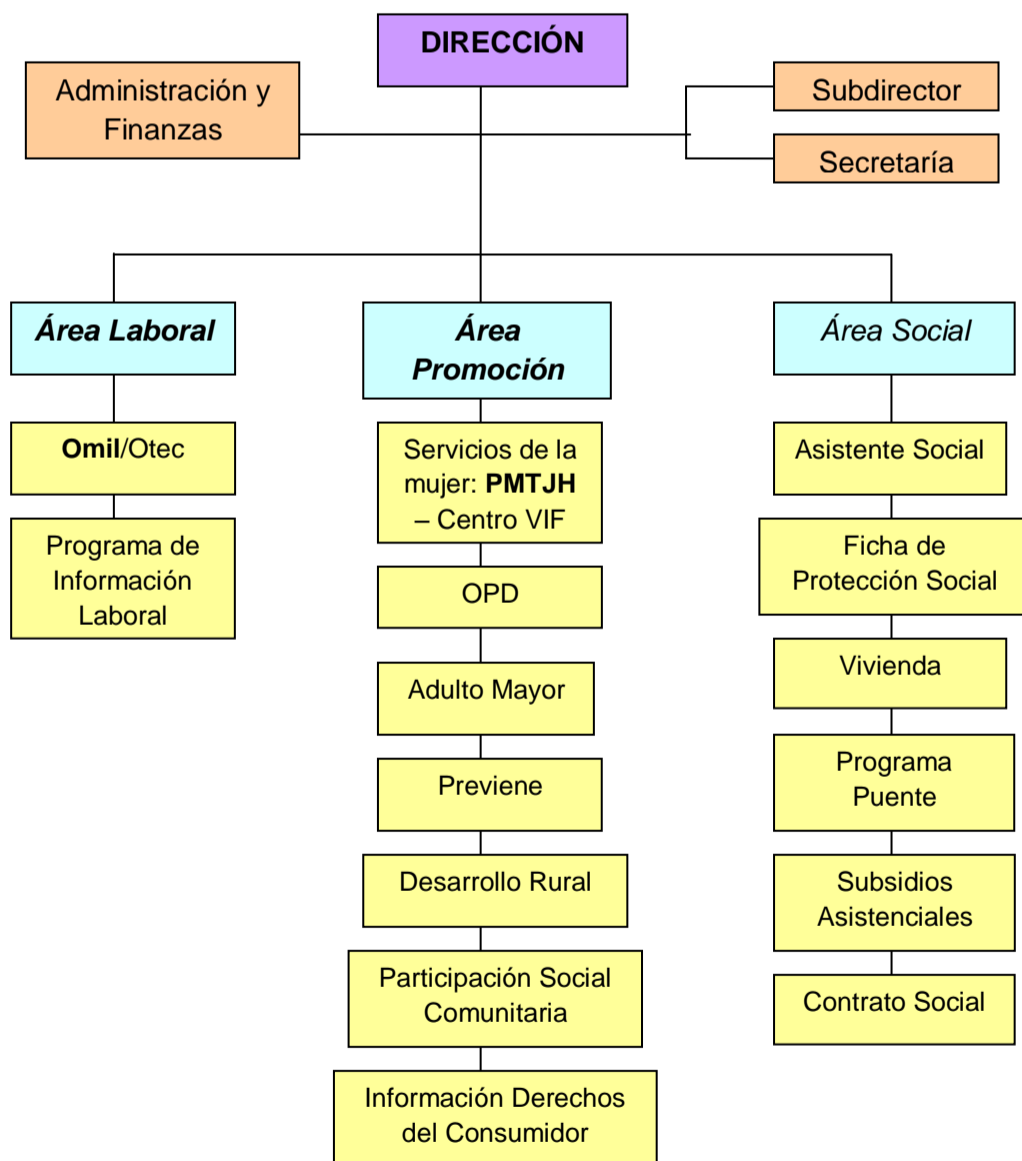 DIRECCIÓN
Administración y
Finanzas
Subdirector
Secretaría
Área Laboral
Área
Promoción
Área Social
Omil/Otec
Programa de
Información
Laboral
Servicios de la
mujer: PMTJH
– Centro VIF
OPD
Adulto Mayor
Previene
Desarrollo Rural
Participación Social
Comunitaria
Información Derechos
del Consumidor
Asistente Social
Ficha de
Protección Social
Vivienda
Programa
Puente
Subsidios
Asistenciales
Contrato Social